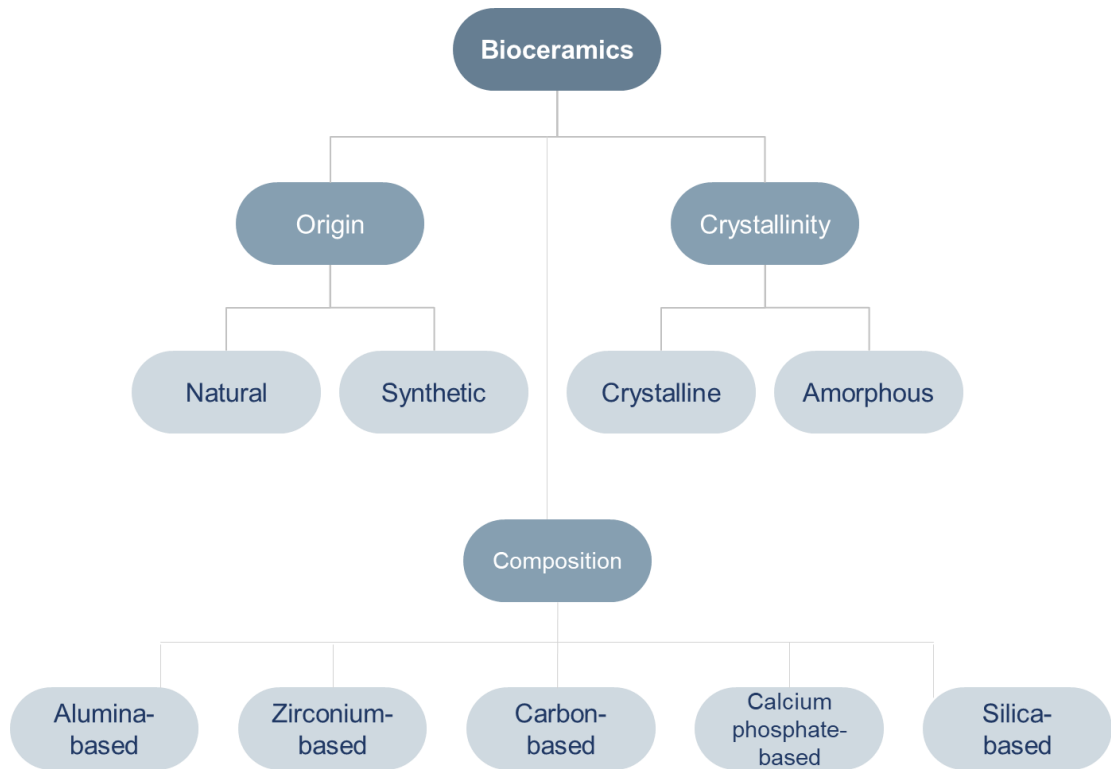 Bioceramics
Origin
Crystallinity
Natural
Synthetic
Crystalline
Amorphous
Composition
Alumina-
based
Zirconium-
based
Carbon-
based
Calcium
phosphate-
based
Silica-
based